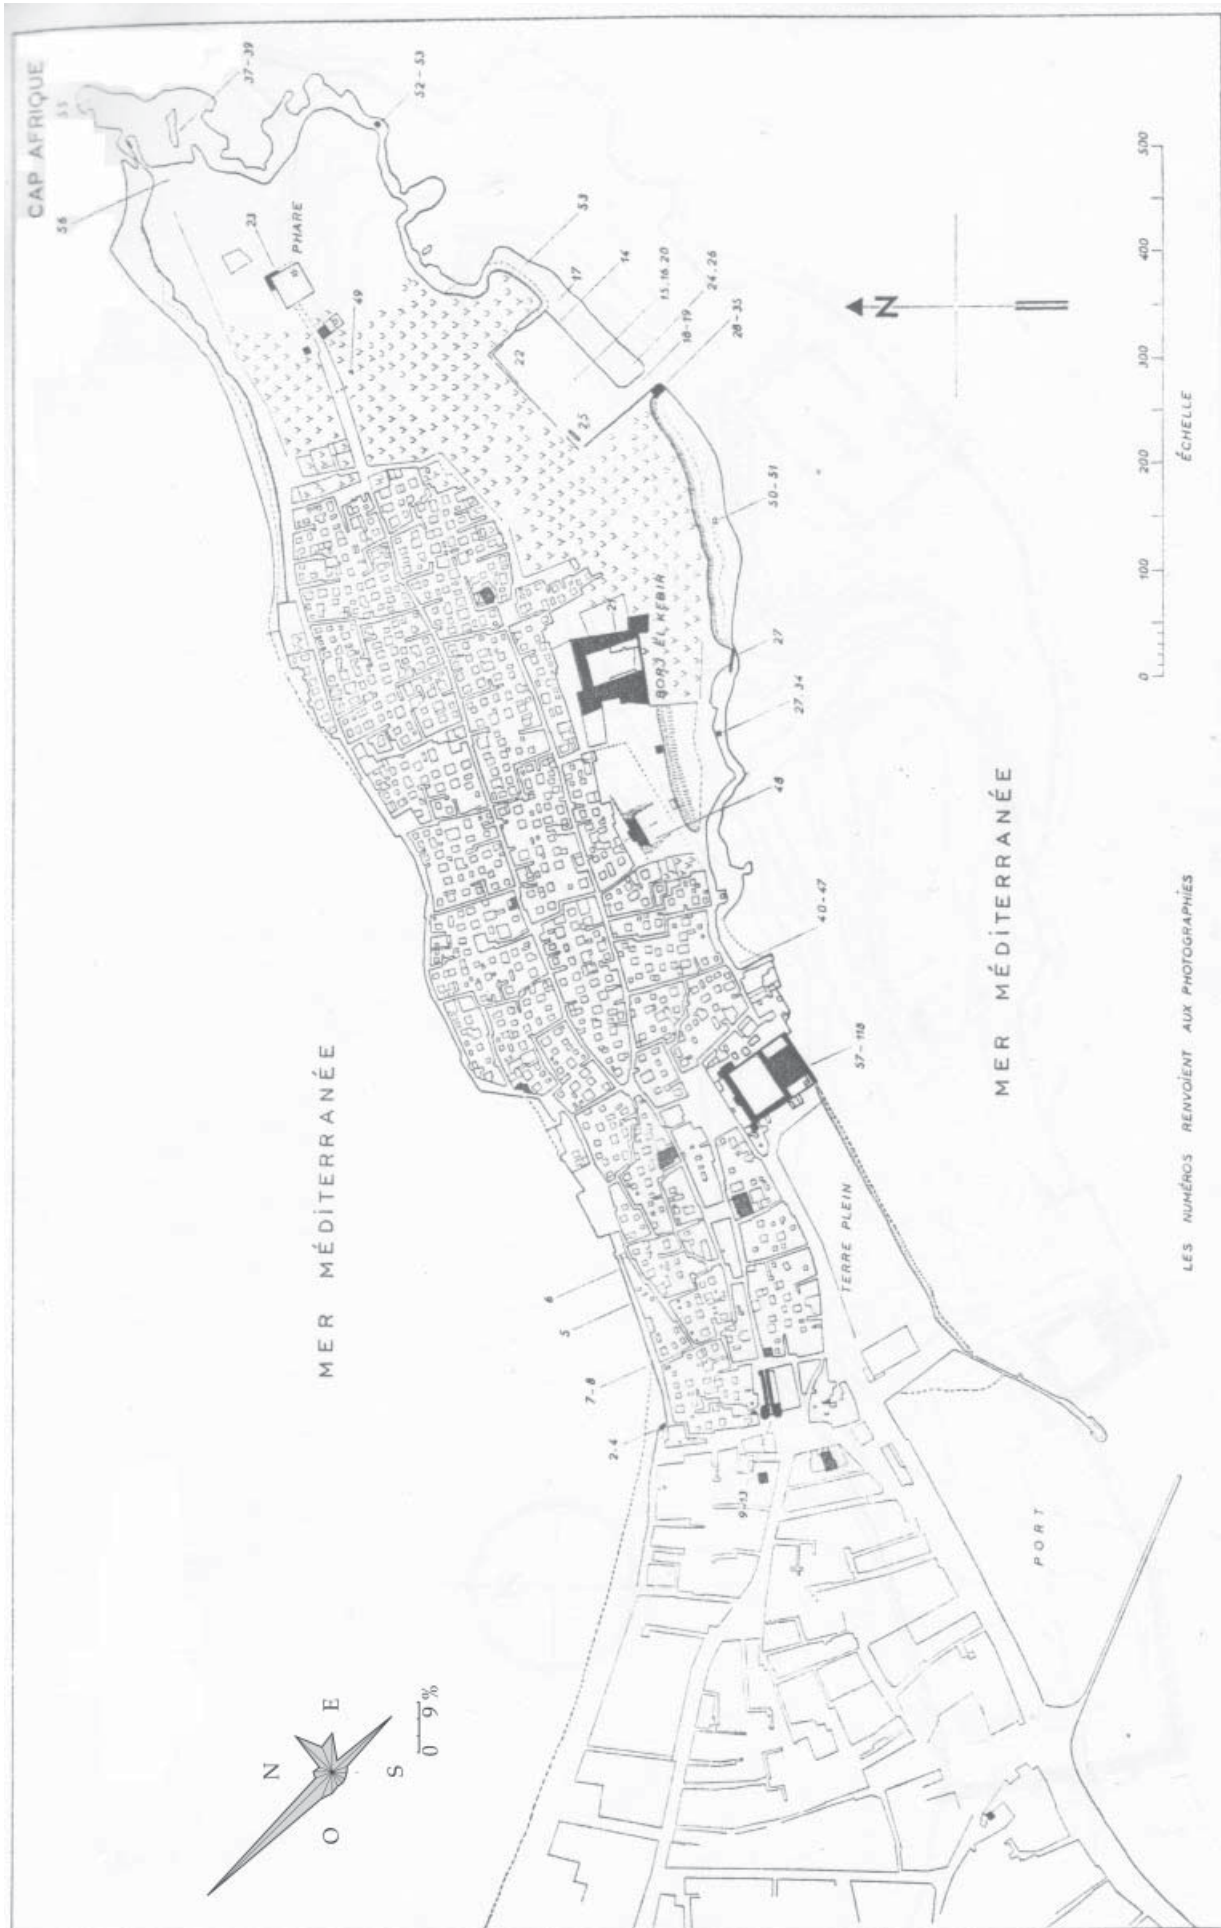 CAP AFRIQUE
56
37-39
23
PHARE
N
O
E
S
0 9%
MER MÉDITERRANÉE
49
52-53
22
17
53
14
25
6
5
7-8
2.4
21
15.16.20
BORJ EL KEBIR
18-19
24.26
28-35
9-13
50-51
27
27.34
48
40-47
57-118
TERRE PLEIN
N
MER MÉDITERRANÉE
PORT
0 100 200 300 400 500
ÉCHELLE
LES NUMÉROS RENVOIENT AUX PHOTOGRAPHIES